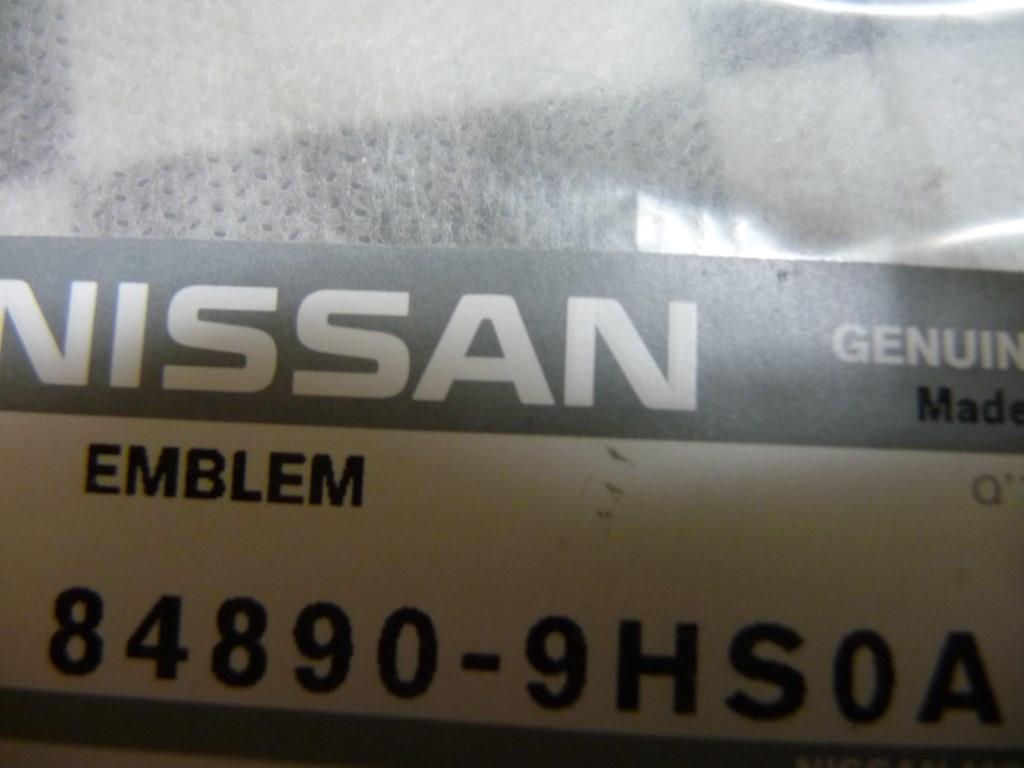 NISSAN
GENUIN
Made
EMBLEM
Q'T
84890-9HS0A